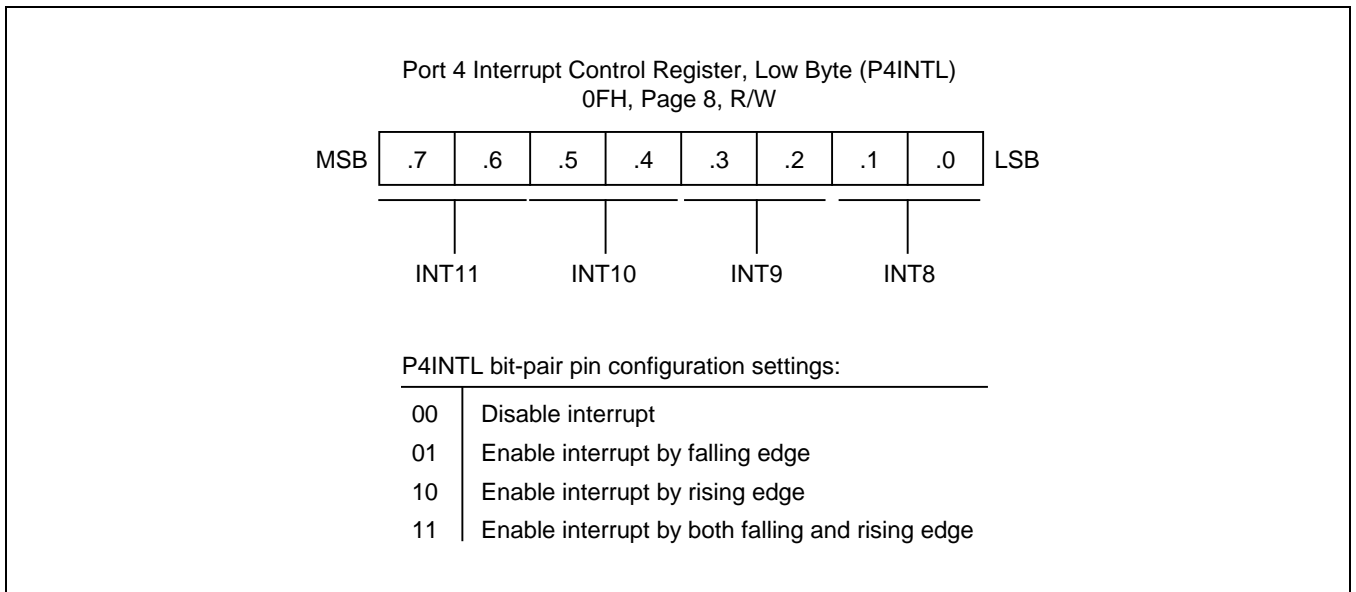 Port 4 Interrupt Control Register, Low Byte (P4INTL)
0FH, Page 8, R/W
MSB .7 .6 .5 .4 .3 .2 .1 .0 LSB
INT11 INT10 INT9 INT8
P4INTL bit-pair pin configuration settings:
00 Disable interrupt
01 Enable interrupt by falling edge
10 Enable interrupt by rising edge
11 Enable interrupt by both falling and rising edge